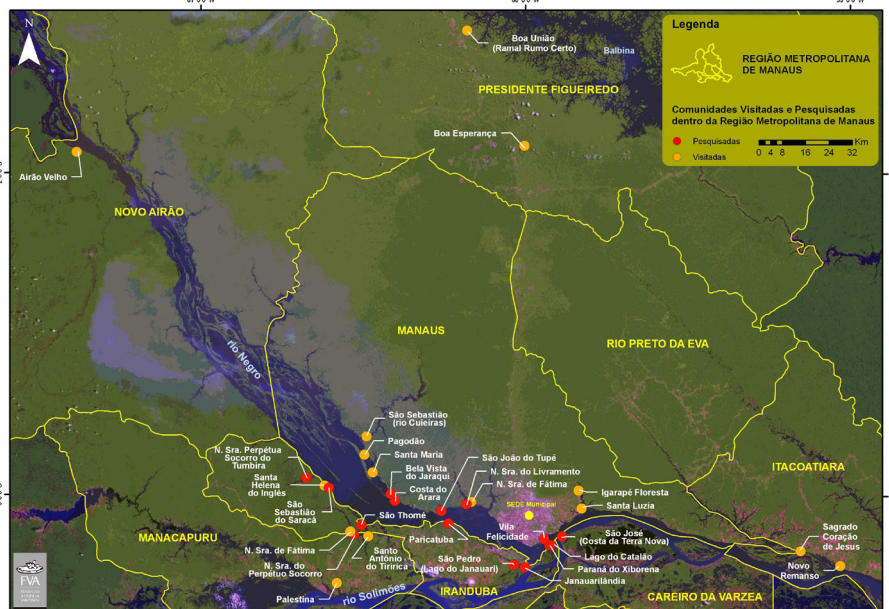 N
Boa União
(Ramal Rumo Certo)
Balbina
PRESIDENTE FIGUEIREDO
Boa Esperança
Airão Velho
NOVO AIRÃO
Legenda
REGIÃO METROPOLITANA
DE MANAUS
Comunidades Visitadas e Pesquisadas
dentro da Região Metropolitana de Manaus
Pesquisadas
Visitadas
Km
0 4 8 16 24 32
MANAUS
RIO PRETO DA EVA
rio Negro
São Sebastião
(rio Cuieiras)
Pagodão
Santa Maria
N. Sra. Perpétua
Socorro do
Tumbira
Santa
Helena
do Inglês
Bela Vista
do Jaraqui
Costa do
Arara
São João do Tupé
N. Sra. do Livramento
N. Sra. de Fátima
ITACOATIARA
Igarapé Floresta
Santa Luzia
SEDE Municipal
São
Sebastião
do Saracá
São Thomé
MANACAPURU
Paricatuba
Vila
Felicidade
São José
(Costa da Terra Nova)
Sagrado
Coração
de Jesus
N. Sra. de Fátima
N. Sra. do
Perpétuo Socorro
Santo
Antônio
do Tiririca
São Pedro
(Lago do Janauari)
Lago do Catalão
Paraná do Xiborena
Janauarilândia
Novo
Remanso
Palestina
rio Solimões
IRANDUBA
CAREIRO DA VARZEA
FVA